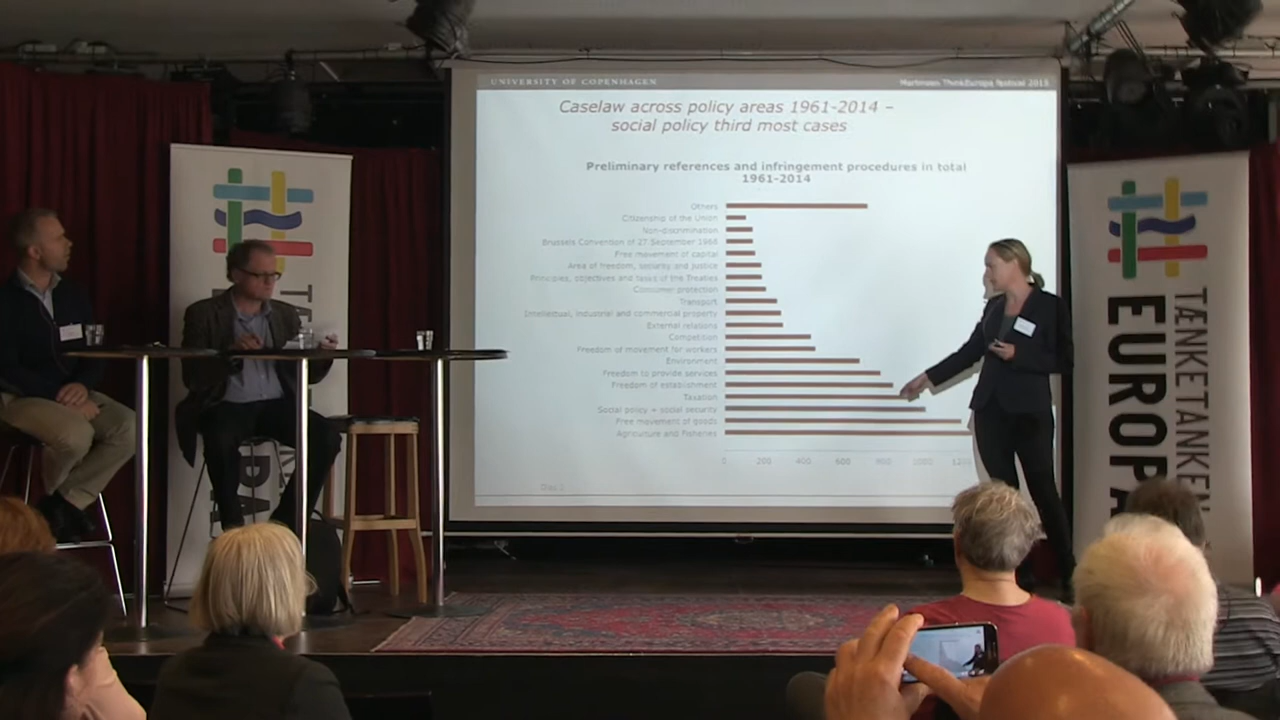 UNIVERSITY OF COPENHAGEN
Caselaw across policy areas 1961-2014 –
social policy third most cases
Preliminary references and infringement procedures in total
1961-2014
Others
Citizenship of the Union
Non-discrimination
Brussels Convention of 27 September 1968
Free movement of capital
Area of freedom, security and justice
Principles, objectives and tasks of the Treaties
Consumer protection
Transport
Intellectual, industrial and commercial property
External relations
Competition
Freedom of movement for workers
Environment
Freedom to provide services
Freedom of establishment
Taxation
Social policy + social security
Free movement of goods
Agriculture and Fisheries
0 200 400 600 800 1000
TÆNKETANKEN
EUROPA